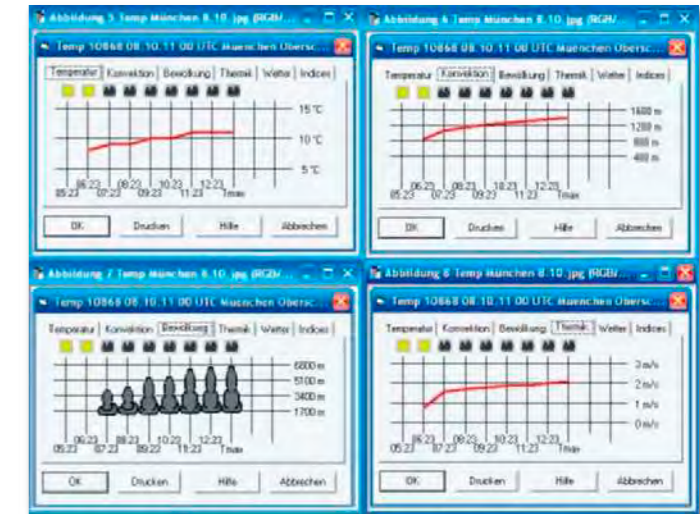 Abbildung 5 Temp München 8.10. jpg (RGB/...
Temp 10868 08.10.11 00 UTC Muenchen Obersc...
Temperatur Konvektion Bewölkung Thermik Wetter Indices
15 °C
10 °C
5 °C
06:23 08:23 10:23 12:23
05:23 07:23 09:23 11:23 Tmax
OK Drucken Hilfe Abbrechen
Abbildung 6 Temp München 8.10. jpg (RGB/...
Temp 10868 08.10.11 00 UTC Muenchen Obersc...
Temperatur Konvektion Bewölkung Thermik Wetter Indices
1600 m
1200 m
800 m
400 m
06:23 08:23 10:23 12:23
05:23 07:23 09:23 11:23 Tmax
OK Drucken Hilfe Abbrechen
Abbildung 7 Temp München 8.10. jpg (RGB/...
Temp 10868 08.10.11 00 UTC Muenchen Obersc...
Temperatur Konvektion Bewölkung Thermik Wetter Indices
6800 m
5100 m
3400 m
1700 m
06:23 08:23 10:23 12:23
05:23 07:23 09:23 11:23 Tmax
OK Drucken Hilfe Abbrechen
Abbildung 8 Temp München 8.10. jpg (RGB/...
Temp 10868 08.10.11 00 UTC Muenchen Obersc...
Temperatur Konvektion Bewölkung Thermik Wetter Indices
3 m/s
2 m/s
1 m/s
0 m/s
06:23 08:23 10:23 12:23
05:23 07:23 09:23 11:23 Tmax
OK Drucken Hilfe Abbrechen